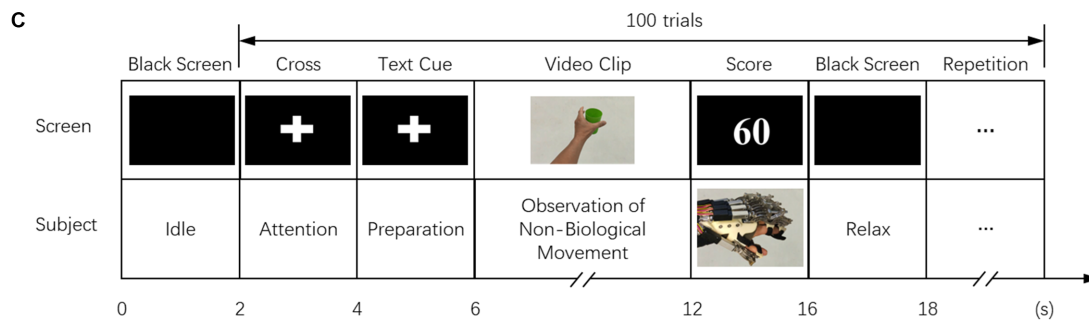 C
100 trials
Black Screen Cross Text Cue Video Clip Score Black Screen Repetition
Screen 60 ...
Subject Idle Attention Preparation Observation of Non-Biological Movement Relax ...
0 2 4 6 12 16 18 (s)